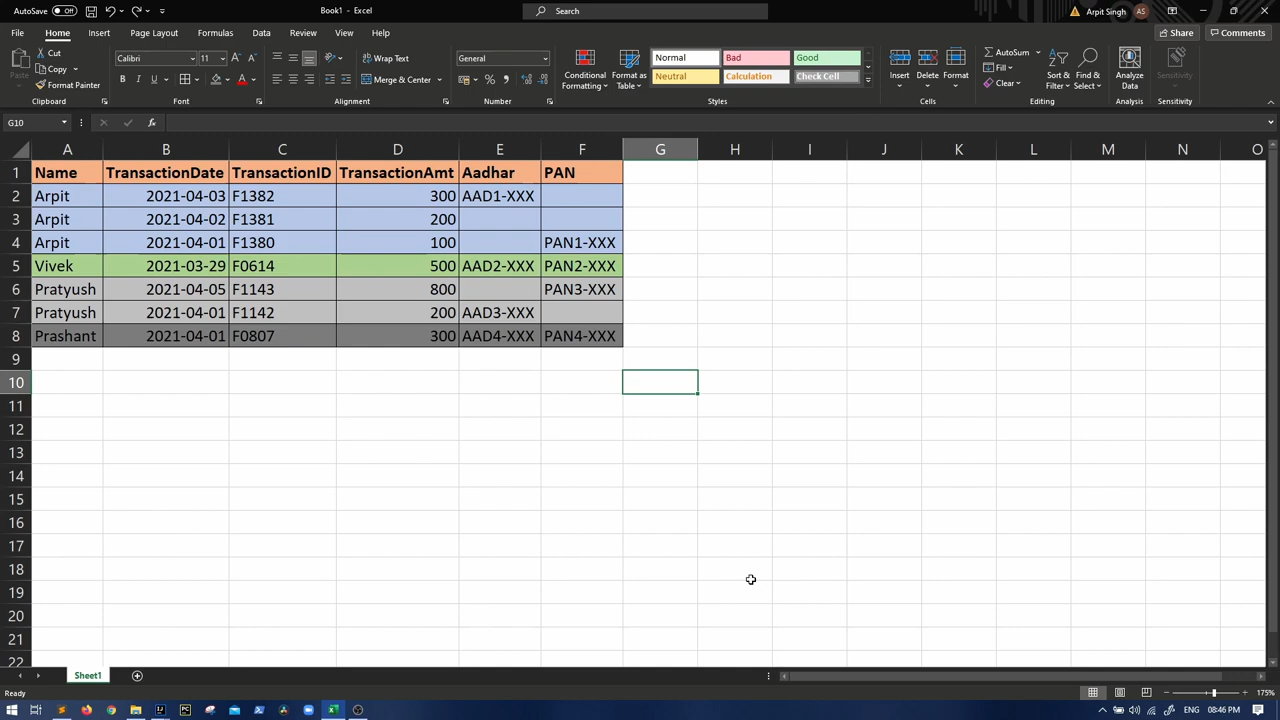 AutoSave Off Book1 - Excel Search Arpit Singh AS
File Home Insert Page Layout Formulas Data Review View Help Share Comments
Paste Cut Copy Format Painter Clipboard
Calibri 11 A A B I U A Font
Wrap Text Merge & Center Alignment
General % , Number
Conditional Formatting Format as Table
Normal Bad Good
Neutral Calculation Check Cell
Styles
Insert Delete Format Cells
AutoSum Fill Clear Sort & Filter Find & Select Editing
Analyze Data Analysis
Sensitivity Sensitivity
G10 fx
A B C D E F G H I J K L M N O
1 Name TransactionDate TransactionID TransactionAmt Aadhar PAN
2 Arpit 2021-04-03 F1382 300 AAD1-XXX
3 Arpit 2021-04-02 F1381 200
4 Arpit 2021-04-01 F1380 100 PAN1-XXX
5 Vivek 2021-03-29 F0614 500 AAD2-XXX PAN2-XXX
6 Pratyush 2021-04-05 F1143 800 PAN3-XXX
7 Pratyush 2021-04-01 F1142 200 AAD3-XXX
8 Prashant 2021-04-01 F0807 300 AAD4-XXX PAN4-XXX
9
10
11
12
13
14
15
16
17
18
19
20
21
22
Sheet1
Ready 175%
ENG 08:46 PM